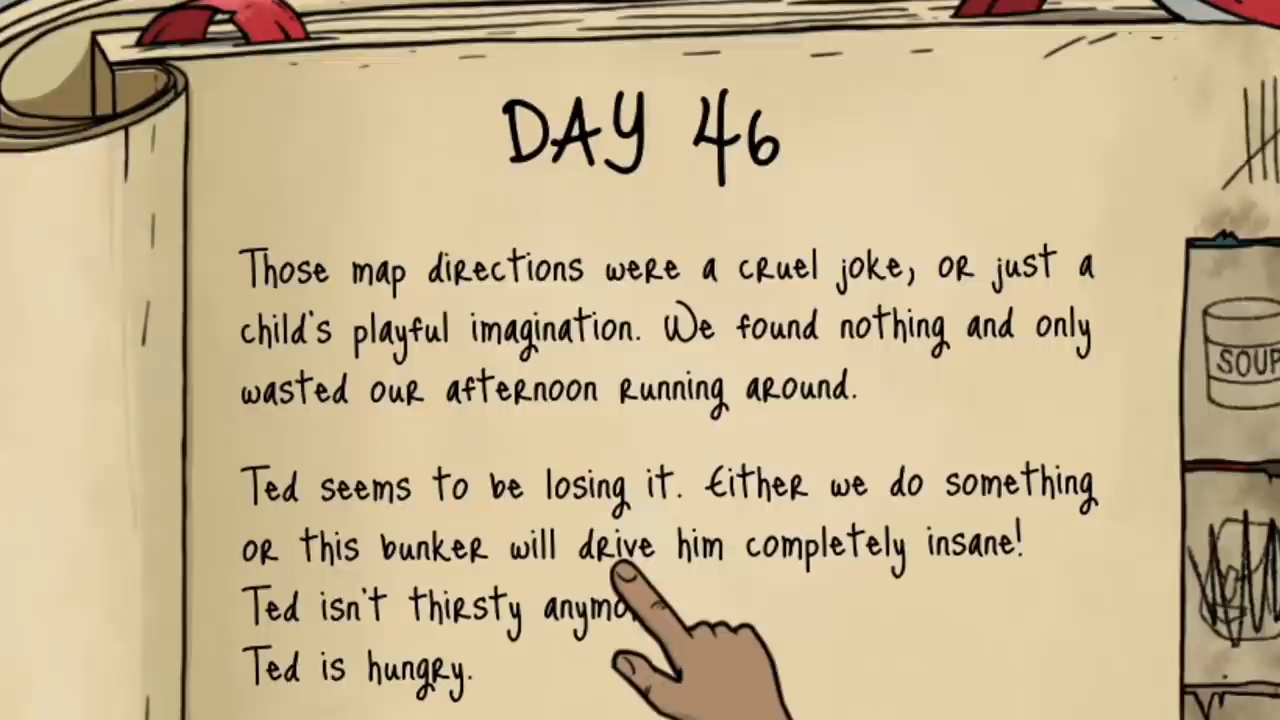 DAY 46
Those map directions were a cruel joke, or just a
child's playful imagination. We found nothing and only
wasted our afternoon running around.
Ted seems to be losing it. Either we do something
or this bunker will drive him completely insane!
Ted isn't thirsty
Ted is hungry.
SOUP